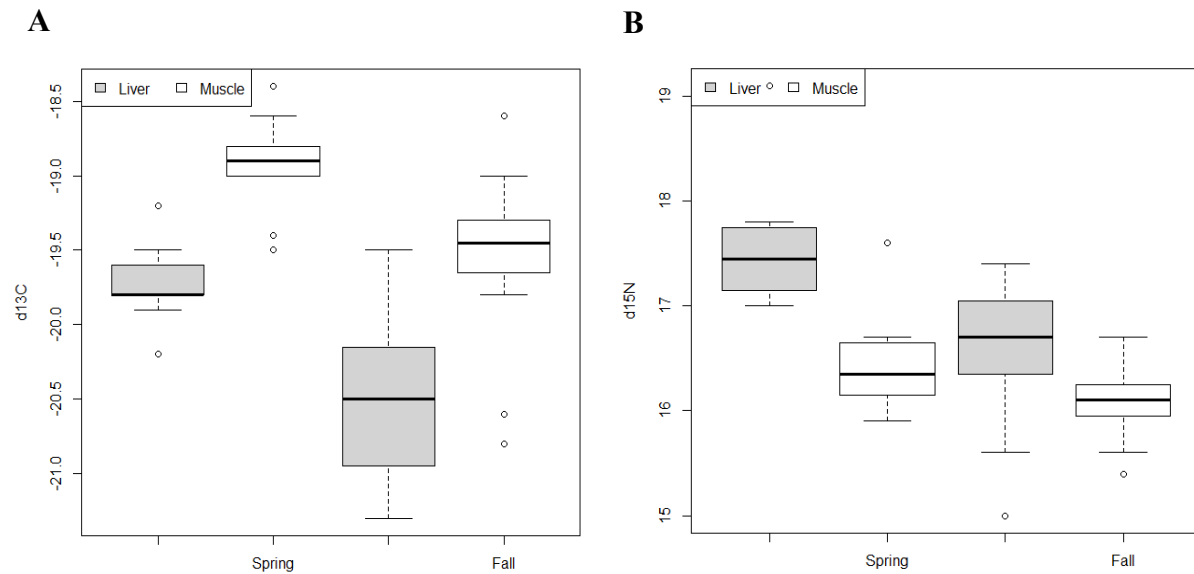 A
Liver Muscle
d13C
-18.5
-19.0
-19.5
-20.0
-20.5
-21.0
Spring Fall
B
Liver Muscle
d15N
19
18
17
16
15
Spring Fall